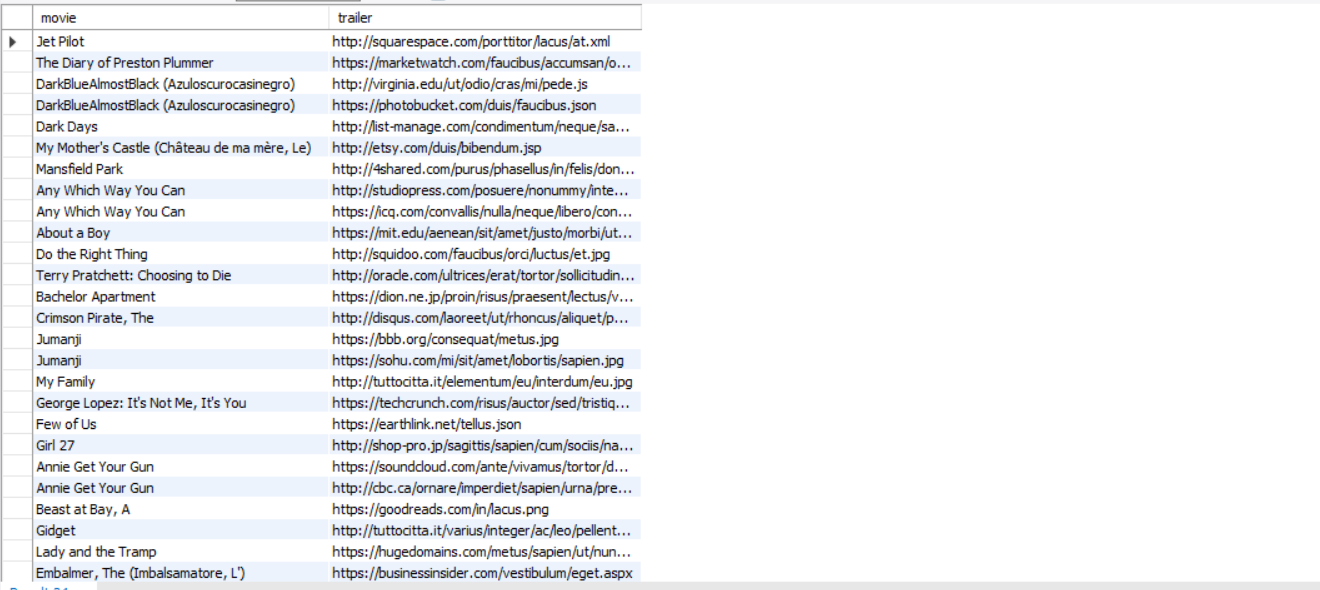 movie trailer
Jet Pilot http://squarespace.com/porttitor/lacus/at.xml
The Diary of Preston Plummer https://marketwatch.com/faucibus/accumsan/o...
DarkBlueAlmostBlack (Azuloscurocasinegro) http://virginia.edu/ut/odio/cras/mi/pede.js
DarkBlueAlmostBlack (Azuloscurocasinegro) https://photobucket.com/duis/faucibus.json
Dark Days http://list-manage.com/condimentum/neque/sa...
My Mother's Castle (Château de ma mère, Le) http://etsy.com/duis/bibendum.jsp
Mansfield Park http://4shared.com/purus/phasellus/in/felis/don...
Any Which Way You Can http://studiopress.com/posuere/nonummy/inte...
Any Which Way You Can https://icq.com/convallis/nulla/neque/libero/con...
About a Boy https://mit.edu/aenean/sit/amet/justo/morbi/ut...
Do the Right Thing http://squidoo.com/faucibus/orci/luctus/et.jpg
Terry Pratchett: Choosing to Die http://oracle.com/ultrices/erat/tortor/sollicitudin...
Bachelor Apartment https://dion.ne.jp/proin/risus/praesent/lectus/v...
Crimson Pirate, The http://disqus.com/laoreet/ut/rhoncus/aliquet/p...
Jumanji https://bbb.org/consequat/metus.jpg
Jumanji https://sohu.com/mi/sit/amet/lobortis/sapien.jpg
My Family http://tuttocitta.it/elementum/eu/interdum/eu.jpg
George Lopez: It's Not Me, It's You https://techcrunch.com/risus/auctor/sed/tristiq...
Few of Us https://earthlink.net/tellus.json
Girl 27 http://shop-pro.jp/sagittis/sapien/cum/sociis/na...
Annie Get Your Gun https://soundcloud.com/ante/vivamus/tortor/d...
Annie Get Your Gun http://cbc.ca/ornare/imperdiet/sapien/urna/pre...
Beast at Bay, A https://goodreads.com/in/lacus.png
Gidget http://tuttocitta.it/varius/integer/ac/leo/pellent...
Lady and the Tramp https://hugedomains.com/metus/sapien/ut/nun...
Embalmer, The (Imbalsamatore, L') https://businessinsider.com/vestibulum/eget.aspx